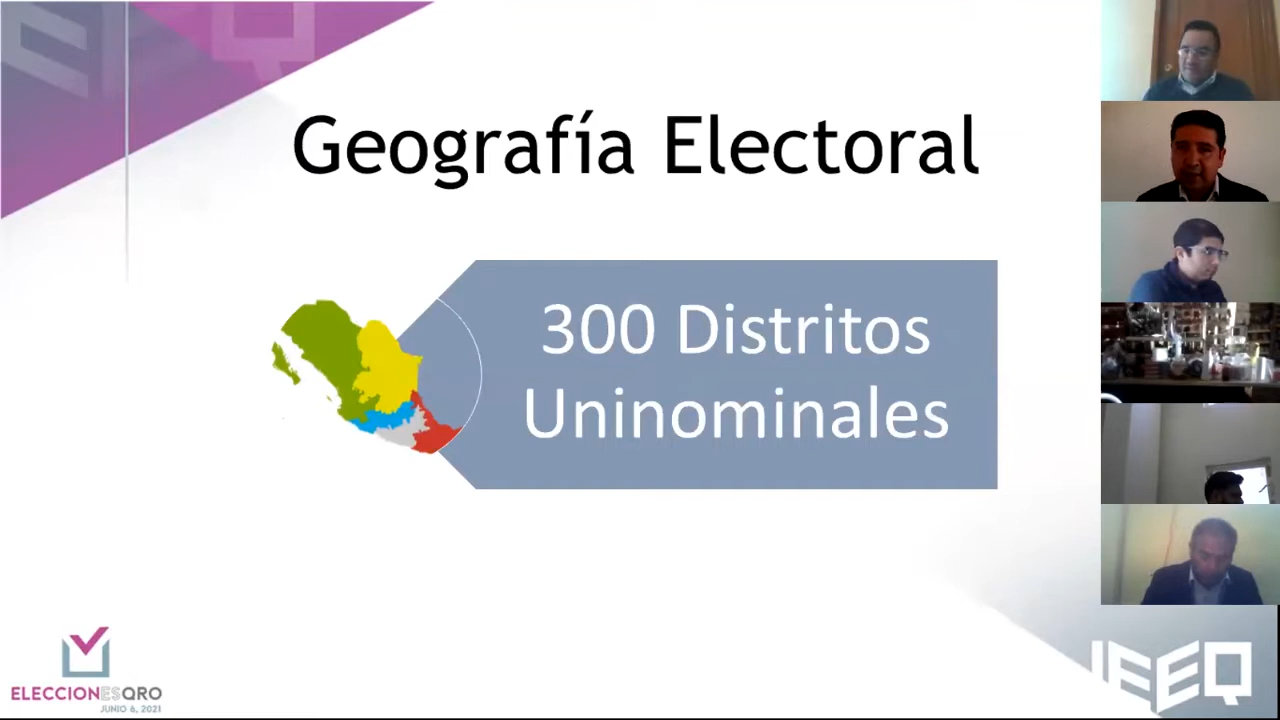 Geografía Electoral
300 Distritos
Uninominales
ELECCIONESQRO
JUNIO 6, 2021
IEEQ